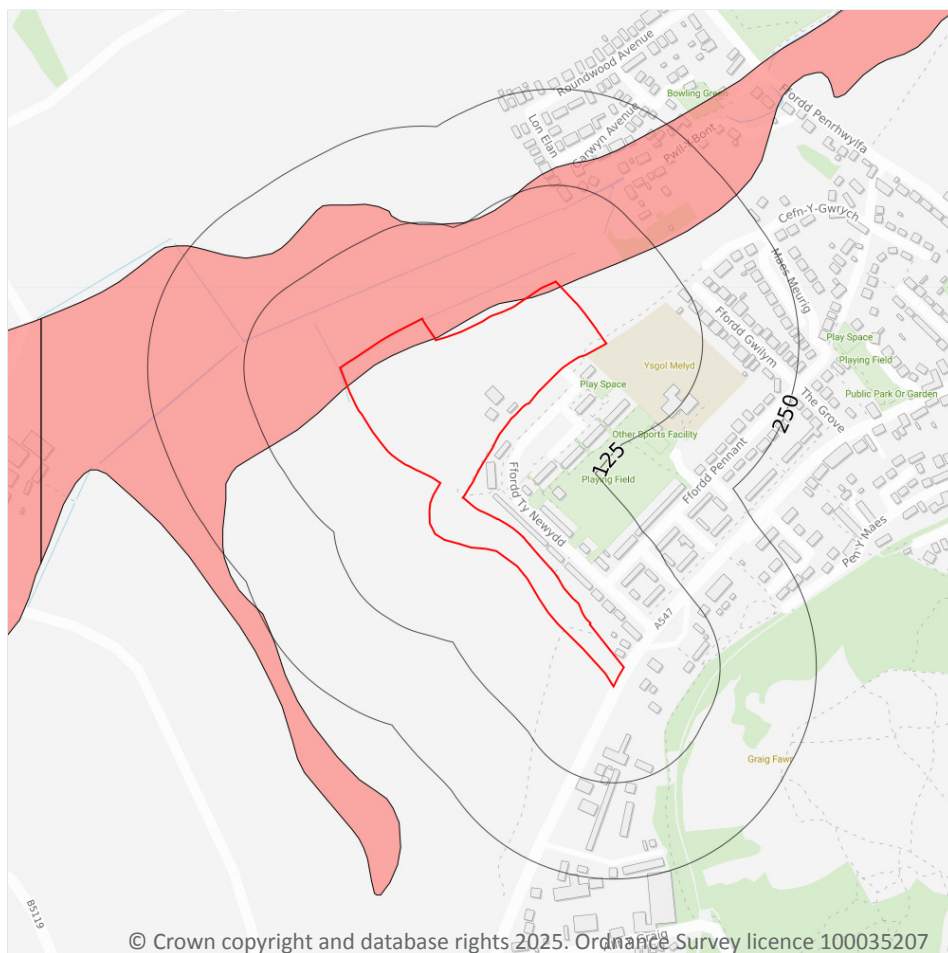 Roundwood Avenue
Bowling Green
Ffordd Penrhwylfa
Lon Elan
Garwyn Avenue
Pwll-Y-Bont
Cefn-Y-Gwrych
Maes Meurig
Ffordd Gwilym
Play Space
Playing Field
Ysgol Melyd
Play Space
The Grove
Public Park Or Garden
250
Other Sports Facility
125
Playing Field
Ffordd Pennant
Ffordd Ty Newydd
Pen Y Maes
A547
Graig Fawr
B5119
Graig
© Crown copyright and database rights 2025. Ordnance Survey licence 100035207